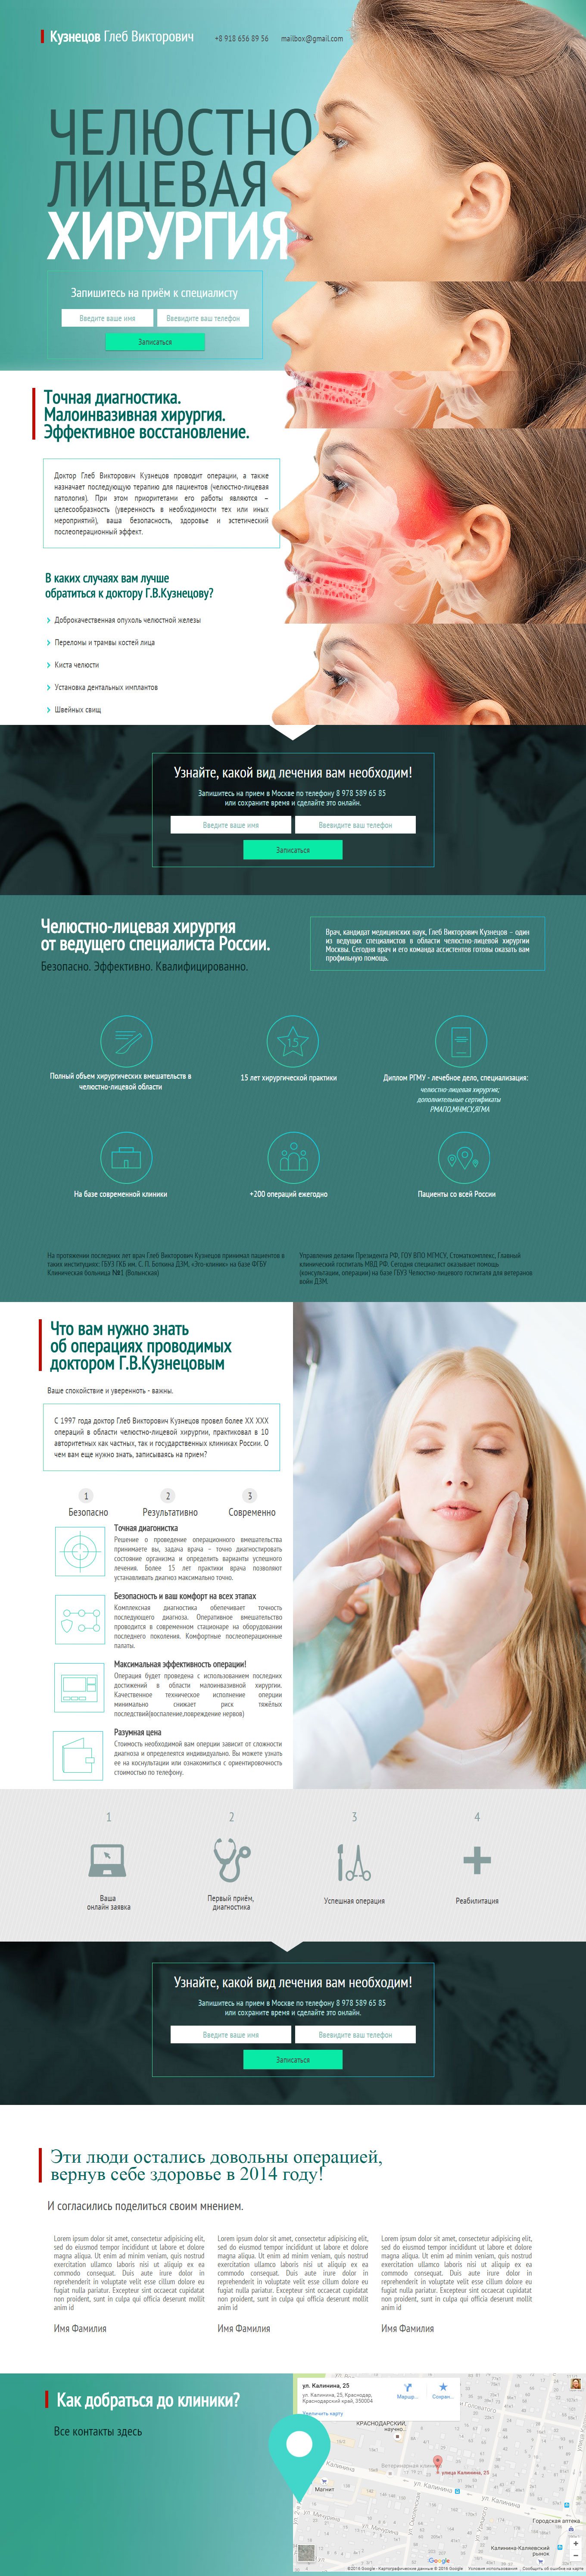 Кузнецов Глеб Викторович
+8 918 656 89 56
mailbox@gmail.com
ЧЕЛЮСТНО
ЛИЦЕВАЯ
ХИРУРГИЯ
Запишитесь на приём к специалисту
Введите ваше имя
Ввевидите ваш телефон
Записаться
Точная диагностика.
Малоинвазивная хирургия.
Эффективное восстановление.
Доктор Глеб Викторович Кузнецов проводит операции, а также
назначает последующую терапию для пациентов (челюстно-лицевая
патология). При этом приоритетами его работы являются –
целесообразность (уверенность в необходимости тех или иных
мероприятий), ваша безопасность, здоровье и эстетический
послеоперационный эффект.
В каких случаях вам лучше
обратиться к доктору Г.В.Кузнецову?
Доброкачественная опухоль челюстной железы
Переломы и трамвы костей лица
Киста челюсти
Установка дентальных имплантов
Швейных свищ
Узнайте, какой вид лечения вам необходим!
Запишитесь на прием в Москве по телефону 8 978 589 65 85
или сохраните время и сделайте это онлайн.
Введите ваше имя
Ввевидите ваш телефон
Записаться
Челюстно-лицевая хирургия
от ведущего специалиста России.
Безопасно. Эффективно. Квалифицированно.
Врач, кандидат медицинских наук, Глеб Викторович Кузнецов – один
из ведущих специалистов в области челюстно-лицевой хирургии
Москвы. Сегодня врач и его команда ассистентов готовы оказать вам
профильную помощь.
15
Полный объем хирургических вмешательств в
челюстно-лицевой области
15 лет хирургической практики
Диплом РГМУ - лечебное дело, специализация:
челюстно-лицевая хирургия;
дополнительные сертификаты
РМАПО,МНМСУ,ЯГМА
На базе современной клиники
+200 операций ежегодно
Пациенты со всей России
На протяжении последних лет врач Глеб Викторович Кузнецов принимал пациентов в
таких институциях: ГБУЗ ГКБ им. С. П. Боткина ДЗМ, «Эго-клиник» на базе ФГБУ
Клиническая больница №1 (Волынская)
Управления делами Президента РФ, ГОУ ВПО МГМСУ, Стоматкомплекс, Главный
клинический госпиталь МВД РФ. Сегодня специалист оказывает помощь
(консультации, операции) на базе ГБУЗ Челюстно-лицевого госпиталя для ветеранов
войн ДЗМ.
Что вам нужно знать
об операциях проводимых
доктором Г.В.Кузнецовым
Ваше спокойствие и уверенноть - важны.
С 1997 года доктор Глеб Викторович Кузнецов провел более XX XXX
операций в области челюстно-лицевой хирургии, практиковал в 10
авторитетных как частных, так и государственных клиниках России. О
чем вам еще нужно знать, записываясь на прием?
1
2
3
Безопасно
Результативно
Современно
Точная диагонистка
Решение о проведение операционного вмешательства
принимаете вы, задача врача – точно диагностировать
состояние организма и определить варианты успешного
лечения. Более 15 лет практики врача позволяют
устанавливать диагноз максимально точно.
Безопасность и ваш комфорт на всех этапах
Комплексная диагностика обепечивает точность
последующего диагноза. Оперативное вмешательство
проводится в современном стационаре на оборудовании
последнего поколения. Комфортные послеоперационные
палаты.
Максимальная эффективность операции!
Операция будет проведена с использованием последних
достижений в области малоинвазивной хирургии.
Качественное техническое исполнение оперции
минимально снижает риск тяжёлых
последствий(воспаление,повреждение нервов)
Разумная цена
Стоимость необходимой вам оперции зависит от сложности
диагноза и определяется индивидуально. Вы можете узнать
ее на коснультации или ознакомиться с ориентировочность
стоимостью по телефону.
1
2
3
4
Ваша
онлайн заявка
Первый приём,
диагностика
Успешная операция
Реабилитация
Узнайте, какой вид лечения вам необходим!
Запишитесь на прием в Москве по телефону 8 978 589 65 85
или сохраните время и сделайте это онлайн.
Введите ваше имя
Ввевидите ваш телефон
Записаться
Эти люди остались довольны операцией,
вернув себе здоровье в 2014 году!
И согласились поделиться своим мнением.
Lorem ipsum dolor sit amet, consectetur adipisicing elit,
sed do eiusmod tempor incididunt ut labore et dolore
magna aliqua. Ut enim ad minim veniam, quis nostrud
exercitation ullamco laboris nisi ut aliquip ex ea
commodo consequat. Duis aute irure dolor in
reprehenderit in voluptate velit esse cillum dolore eu
fugiat nulla pariatur. Excepteur sint occaecat cupidatat
non proident, sunt in culpa qui officia deserunt mollit
anim id
Имя Фамилия
Lorem ipsum dolor sit amet, consectetur adipisicing elit,
sed do eiusmod tempor incididunt ut labore et dolore
magna aliqua. Ut enim ad minim veniam, quis nostrud
exercitation ullamco laboris nisi ut aliquip ex ea
commodo consequat. Duis aute irure dolor in
reprehenderit in voluptate velit esse cillum dolore eu
fugiat nulla pariatur. Excepteur sint occaecat cupidatat
non proident, sunt in culpa qui officia deserunt mollit
anim id
Имя Фамилия
Lorem ipsum dolor sit amet, consectetur adipisicing elit,
sed do eiusmod tempor incididunt ut labore et dolore
magna aliqua. Ut enim ad minim veniam, quis nostrud
exercitation ullamco laboris nisi ut aliquip ex ea
commodo consequat. Duis aute irure dolor in
reprehenderit in voluptate velit esse cillum dolore eu
fugiat nulla pariatur. Excepteur sint occaecat cupidatat
non proident, sunt in culpa qui officia deserunt mollit
anim id
Имя Фамилия
Как добраться до клиники?
Все контакты здесь
ул. Калинина, 25
ул. Калинина, 25, Краснодар,
Краснодарский край, 350004
Маршр...
Сохран...
Увеличить карту
КРАСНОДАРСКИЙ,
научно...
Ветеринарная клиника
улица Калинина, 25
Магнит
ул. Калинина
Городская аптека
Калинина-Каляевский
рынок
Google
©2016 Google - Картографические данные © 2016 Google
Условия использования
Сообщить об ошибке на карте